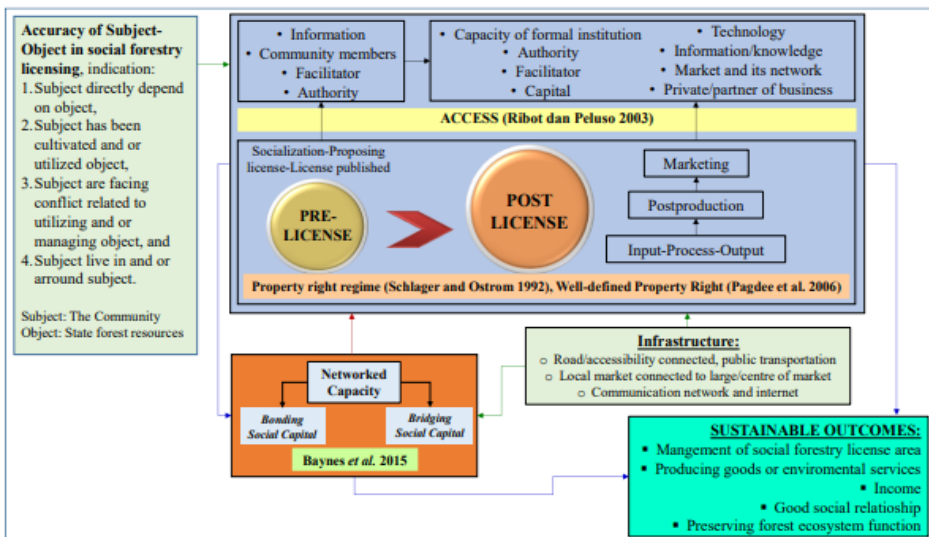 Accuracy of Subject-
Object in social forestry
licensing, indication:
1. Subject directly depend
on object,
2. Subject has been
cultivated and or
utilized object,
3. Subject are facing
conflict related to
utilizing and or
managing object, and
4. Subject live in and or
arround subject.
Subject: The Community
Object: State forest resources
• Information
• Community members
• Facilitator
• Authority
• Capacity of formal institution
• Authority
• Facilitator
• Capital
• Technology
• Information/knowledge
• Market and its network
• Private/partner of business
ACCESS (Ribot dan Peluso 2003)
Socialization-Proposing
license-License published
PRE-
LICENSE
POST
LICENSE
Marketing
Postproduction
Input-Process-Output
Property right regime (Schlager and Ostrom 1992), Well-defined Property Right (Pagdee et al. 2006)
Networked
Capacity
Bonding
Social Capital
Bridging
Social Capital
Baynes et al. 2015
Infrastructure:
o Road/accessibility connected, public transportation
o Local market connected to large/centre of market
o Communication network and internet
SUSTAINABLE OUTCOMES:
▪ Mangement of social forestry license area
▪ Producing goods or enviromental services
▪ Income
▪ Good social relatioship
▪ Preserving forest ecosystem function